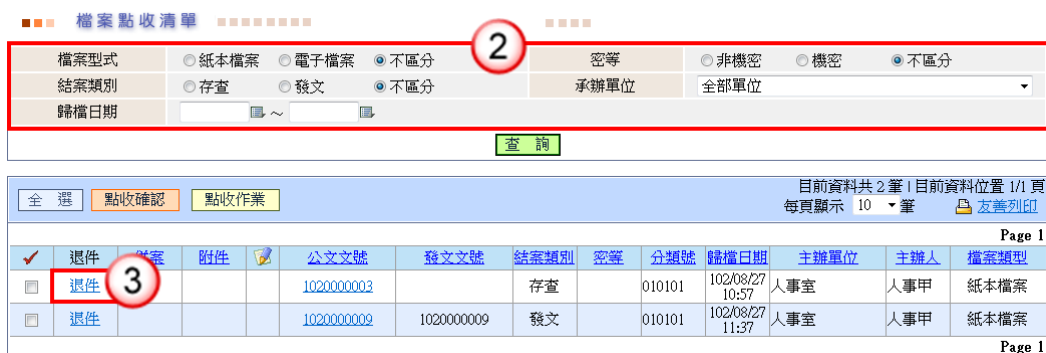 檔案點收清單
2
檔案型式 紙本檔案 電子檔案 不區分 密等 非機密 機密 不區分
結案類別 存查 發文 不區分 承辦單位 全部單位
歸檔日期 ~
查 詢
目前資料共 2 筆 | 目前資料位置 1/1 頁
全 選 點收確認 點收作業 每頁顯示 10 筆 友善列印
Page 1
退件 併案 附件 公文文號 發文文號 結案類別 密等 分類號 歸檔日期 主辦單位 主辦人 檔案類型
退件 3 1020000003 存查 010101 102/08/27 人事室 人事甲 紙本檔案
10:57
退件 1020000009 1020000009 發文 010101 102/08/27 人事室 人事甲 紙本檔案
11:37
Page 1